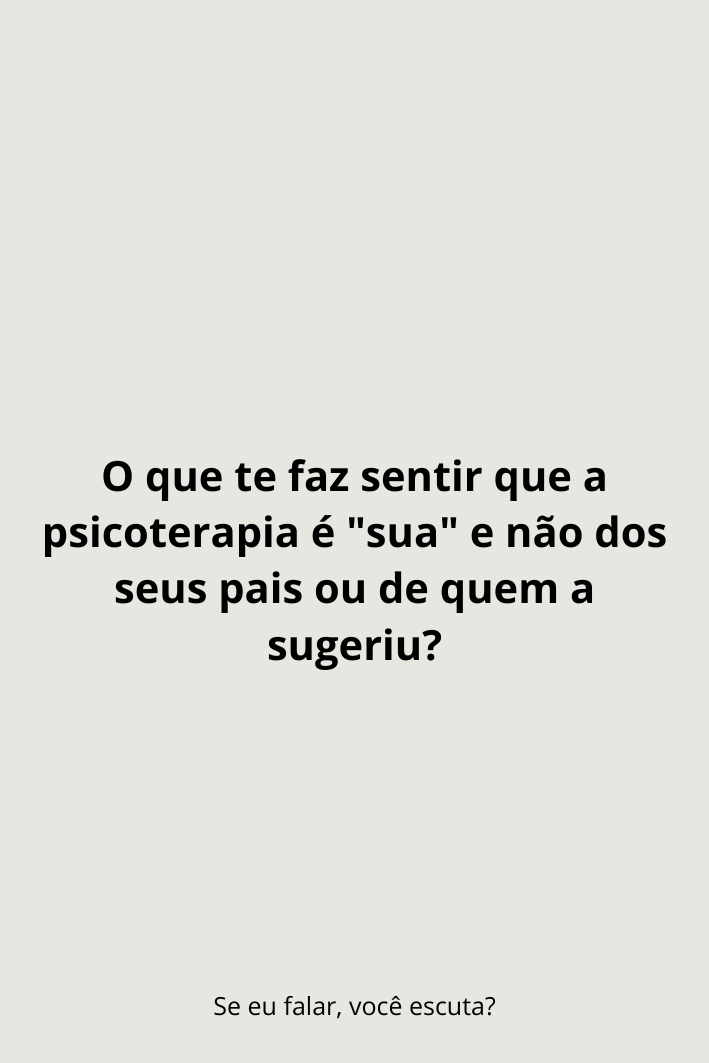 O que te faz sentir que a
psicoterapia é "sua" e não dos
seus pais ou de quem a
sugeriu?
Se eu falar, você escuta?